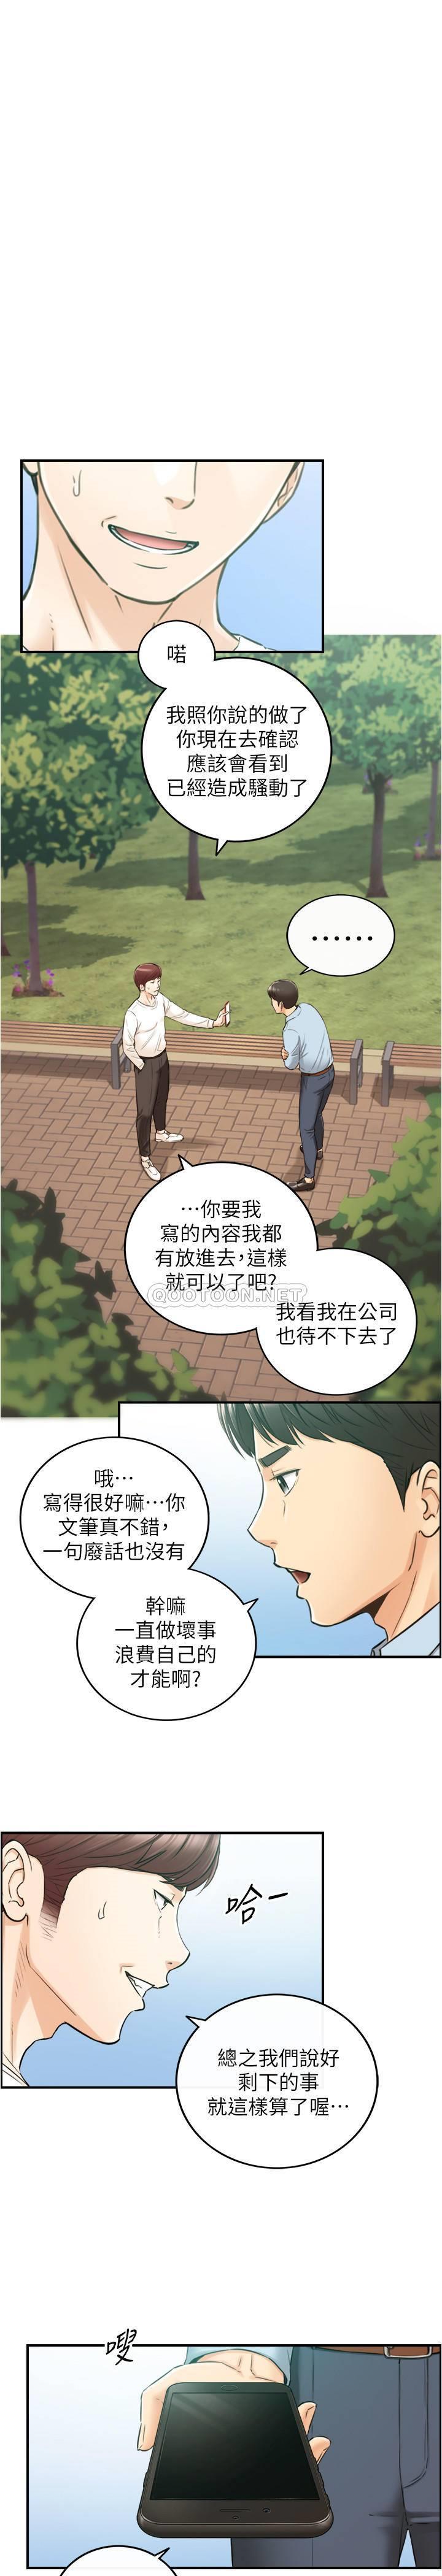 喏
我照你說的做了
你現在去確認
應該會看到
已經造成騷動了
……
…你要我
寫的內容我都
有放進去，這樣
就可以了吧?
QOOTOON.NET
我看我在公司
也待不下去了
哦…
寫得很好嘛…你
文筆真不錯，
一句廢話也沒有
幹嘛
一直做壞事
浪費自己的
才能啊?
哈一
總之我們說好
剩下的事
就這樣算了喔…
嗖